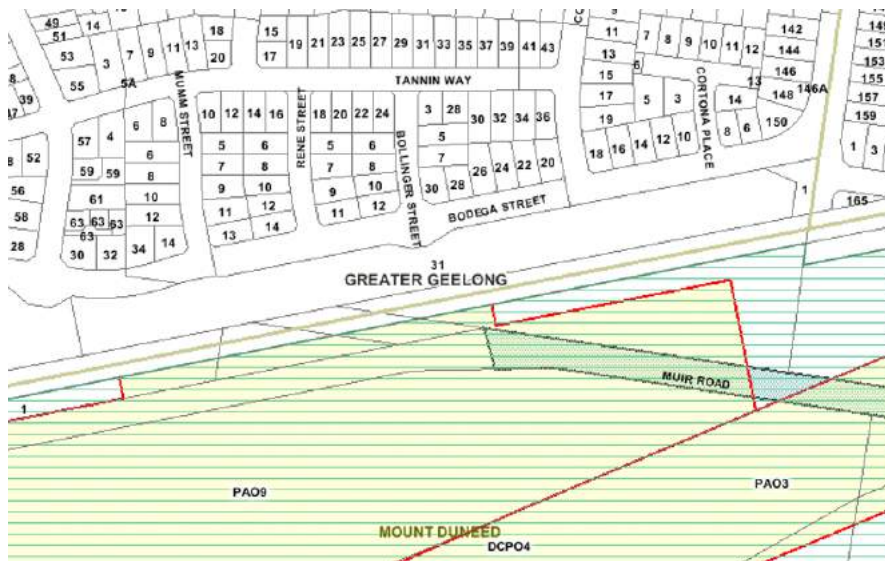 49 14 18 15 9 142
51 13 20 17 19 21 23 25 27 29 31 33 35 37 39 41 43 11 7 8 9 10 11 12 144
53 3 7 9 11 13 146
55 5A MUMM STREET TANNIN WAY 15 6 13 148 146A
39 17 5 3 CORTONA PLACE 14 150
57 4 6 8 10 12 14 16 RENE STREET 18 20 22 24 BOLLINGER STREET 3 28 30 32 34 36 19 8 6
52 6 5 6 5 6 5 18 16 14 12 10
59 59 8 7 8 7 8 7 26 24 22 20
56 61 10 9 10 9 10 30 28
58 63 63 63 12 11 12 11 12 BODEGA STREET
28 63 30 32 34 14 13 14
153
155
157
159
1 3
1
165
31
GREATER GEELONG
MUIR ROAD
1
PAO9
PAO3
MOUNT DUNEED
DCPO4